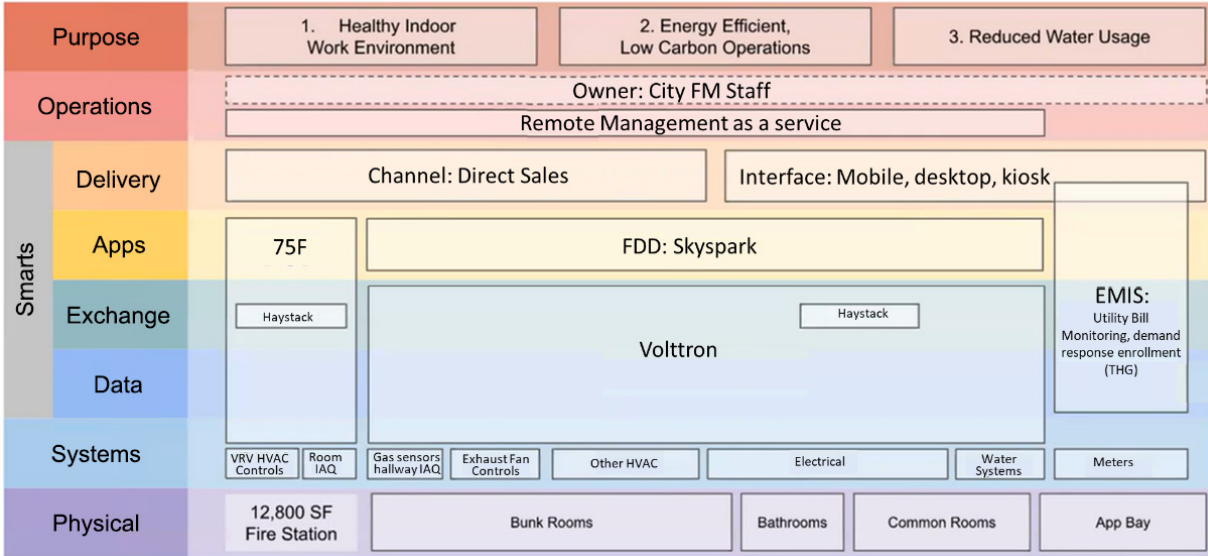 Purpose
1. Healthy Indoor
Work Environment
2. Energy Efficient,
Low Carbon Operations
3. Reduced Water Usage
Operations
Owner: City FM Staff
Remote Management as a service
Smarts
Delivery
Channel: Direct Sales
Interface: Mobile, desktop, kiosk
Apps
75F
FDD: Skyspark
Exchange
Haystack
Haystack
Volttron
EMIS:
Utility Bill
Monitoring, demand
response enrollment
(THG)
Data
Systems
VRV HVAC
Controls
Room
IAQ
Gas sensors
hallway IAQ
Exhaust Fan
Controls
Other HVAC
Electrical
Water
Systems
Meters
Physical
12,800 SF
Fire Station
Bunk Rooms
Bathrooms
Common Rooms
App Bay